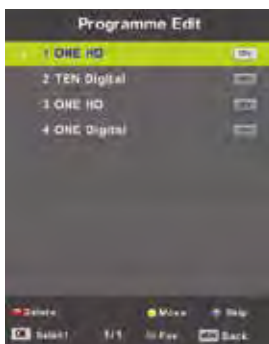 Programme Edit
1 ONE HD
2 TEN Digital
3 ONE HD
4 ONE Digital
Delete Move Skip
OK Select 1/1 Fav Back